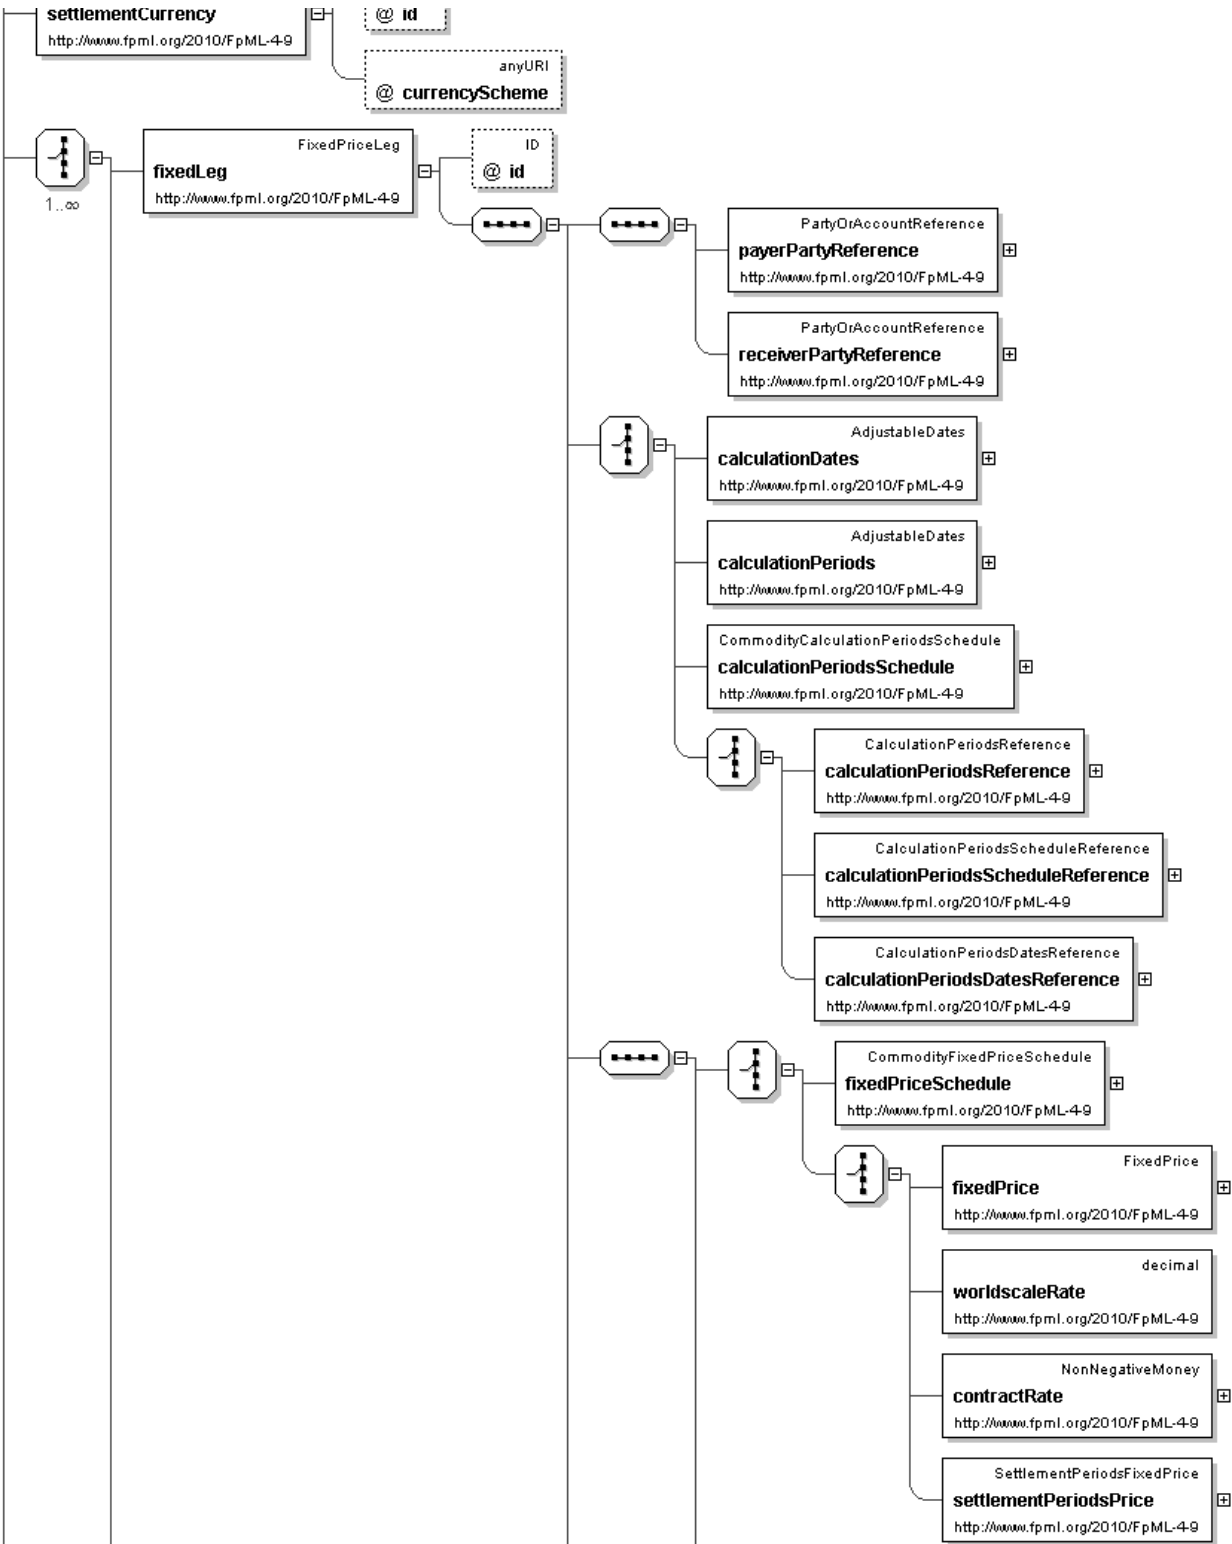 settlementCurrency
http://www.fpml.org/2010/FpML-4-9
@ id
anyURI
@ currencyScheme
1..∞
FixedPriceLeg
fixedLeg
http://www.fpml.org/2010/FpML-4-9
ID
@ id
PartyOrAccountReference
payerPartyReference
http://www.fpml.org/2010/FpML-4-9
PartyOrAccountReference
receiverPartyReference
http://www.fpml.org/2010/FpML-4-9
AdjustableDates
calculationDates
http://www.fpml.org/2010/FpML-4-9
AdjustableDates
calculationPeriods
http://www.fpml.org/2010/FpML-4-9
CommodityCalculationPeriodsSchedule
calculationPeriodsSchedule
http://www.fpml.org/2010/FpML-4-9
CalculationPeriodsReference
calculationPeriodsReference
http://www.fpml.org/2010/FpML-4-9
CalculationPeriodsScheduleReference
calculationPeriodsScheduleReference
http://www.fpml.org/2010/FpML-4-9
CalculationPeriodsDatesReference
calculationPeriodsDatesReference
http://www.fpml.org/2010/FpML-4-9
CommodityFixedPriceSchedule
fixedPriceSchedule
http://www.fpml.org/2010/FpML-4-9
FixedPrice
fixedPrice
http://www.fpml.org/2010/FpML-4-9
decimal
worldscaleRate
http://www.fpml.org/2010/FpML-4-9
NonNegativeMoney
contractRate
http://www.fpml.org/2010/FpML-4-9
SettlementPeriodsFixedPrice
settlementPeriodsPrice
http://www.fpml.org/2010/FpML-4-9